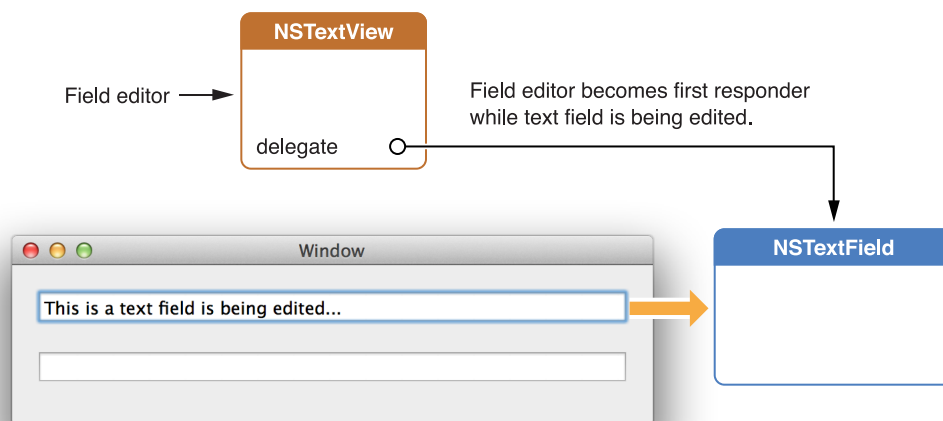 NSTextView
Field editor
Field editor becomes first responder
while text field is being edited.
delegate
Window
NSTextField
This is a text field is being edited...